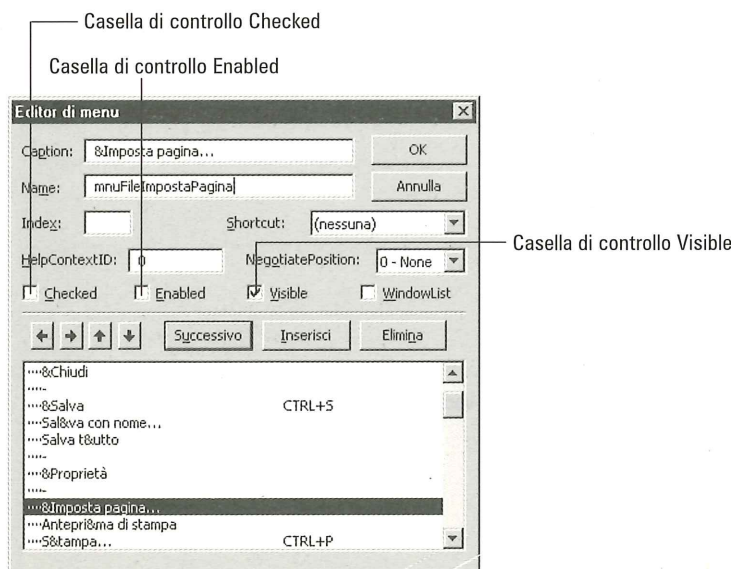 Casella di controllo Checked
Casella di controllo Enabled
Editor di menu
Caption: &Imposta pagina... OK
Name: mnuFileImpostaPagina Annulla
Index: Shortcut: (nessuna)
Casella di controllo Visible
HelpContextID: 0 NegotiatePosition: 0 - None
Checked Enabled Visible WindowList
Successivo Inserisci Elimina
····&Chiudi
····-
····&Salva CTRL+S
····Sal&va con nome...
····Salva t&utto
····-
····&Proprietà
····-
····&Imposta pagina...
····Antepri&ma di stampa
····S&tampa... CTRL+P